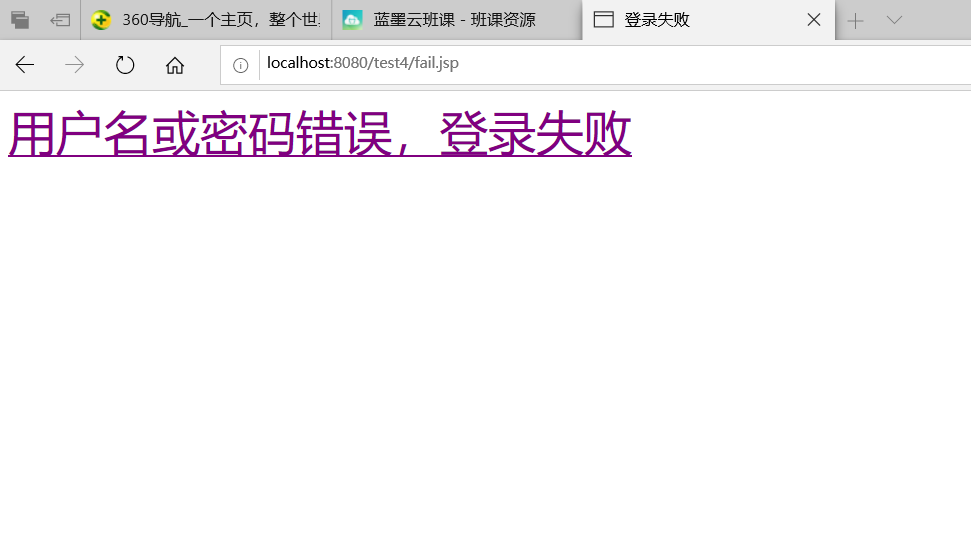 360导航_一个主页，整个世
蓝墨云班课 - 班课资源
登录失败
localhost:8080/test4/fail.jsp
用户名或密码错误，登录失败